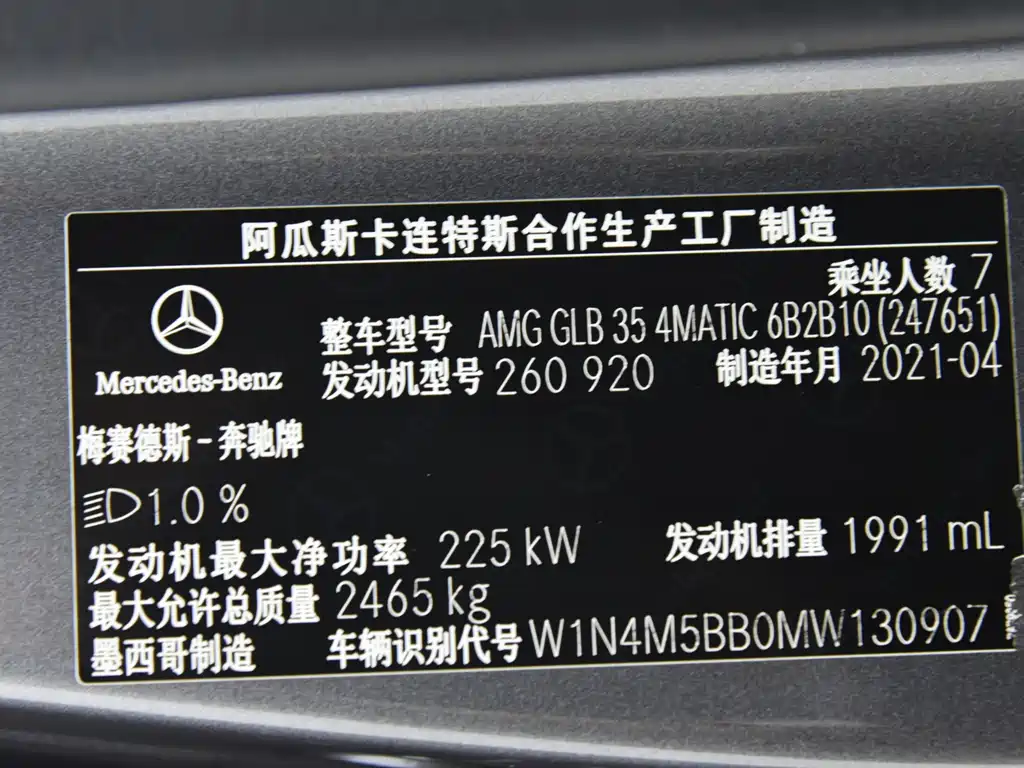 阿瓜斯卡连特斯合作生产工厂制造
乘坐人数 7
整车型号 AMG GLB 35 4MATIC 6B2B10 (247651)
Mercedes-Benz
发动机型号 260 920 制造年月 2021-04
梅赛德斯-奔驰牌
1.0 %
发动机最大净功率 225 kW 发动机排量 1991 mL
最大允许总质量 2465 kg
墨西哥制造 车辆识别代号 W1N4M5BB0MW130907